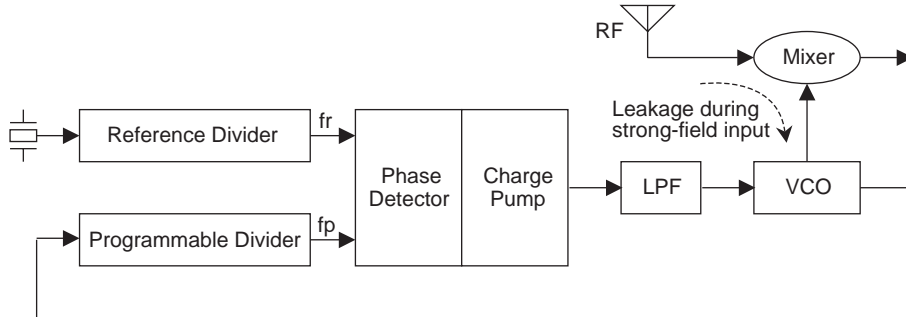 RF
Mixer
Leakage during
strong-field input
Reference Divider
fr
Phase
Detector
Charge
Pump
LPF
VCO
Programmable Divider
fp